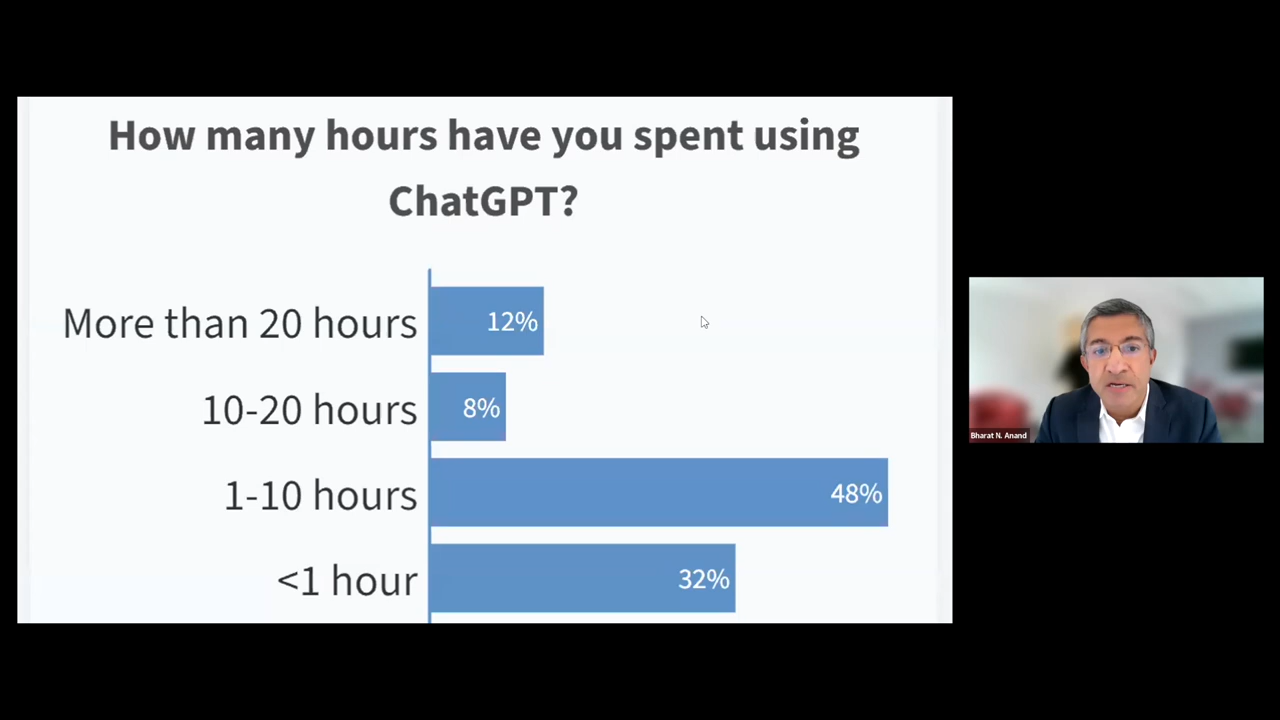 How many hours have you spent using
ChatGPT?
More than 20 hours 12%
10-20 hours 8%
1-10 hours 48%
<1 hour 32%
Bharat N. Anand